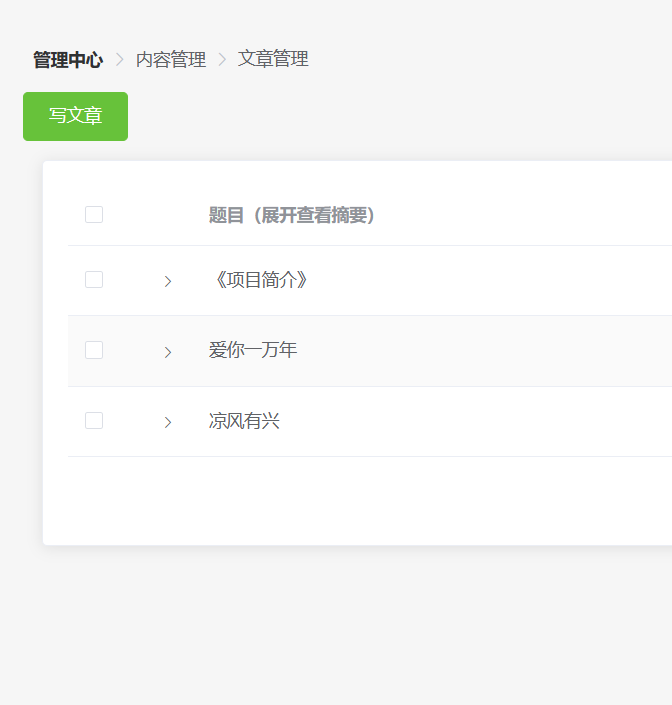 管理中心 内容管理 文章管理
写文章
题目（展开查看摘要）
《项目简介》
爱你一万年
凉风有兴